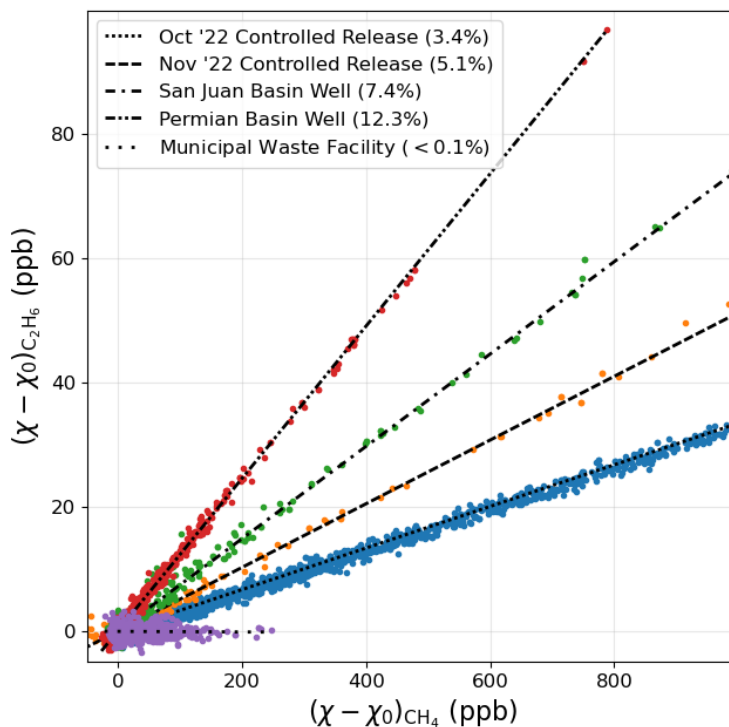 Oct '22 Controlled Release (3.4%)
Nov '22 Controlled Release (5.1%)
San Juan Basin Well (7.4%)
Permian Basin Well (12.3%)
Municipal Waste Facility (<0.1%)
80
60
40
20
0
(χ − χ₀)C₂H₆ (ppb)
0 200 400 600 800
(χ − χ₀)CH₄ (ppb)